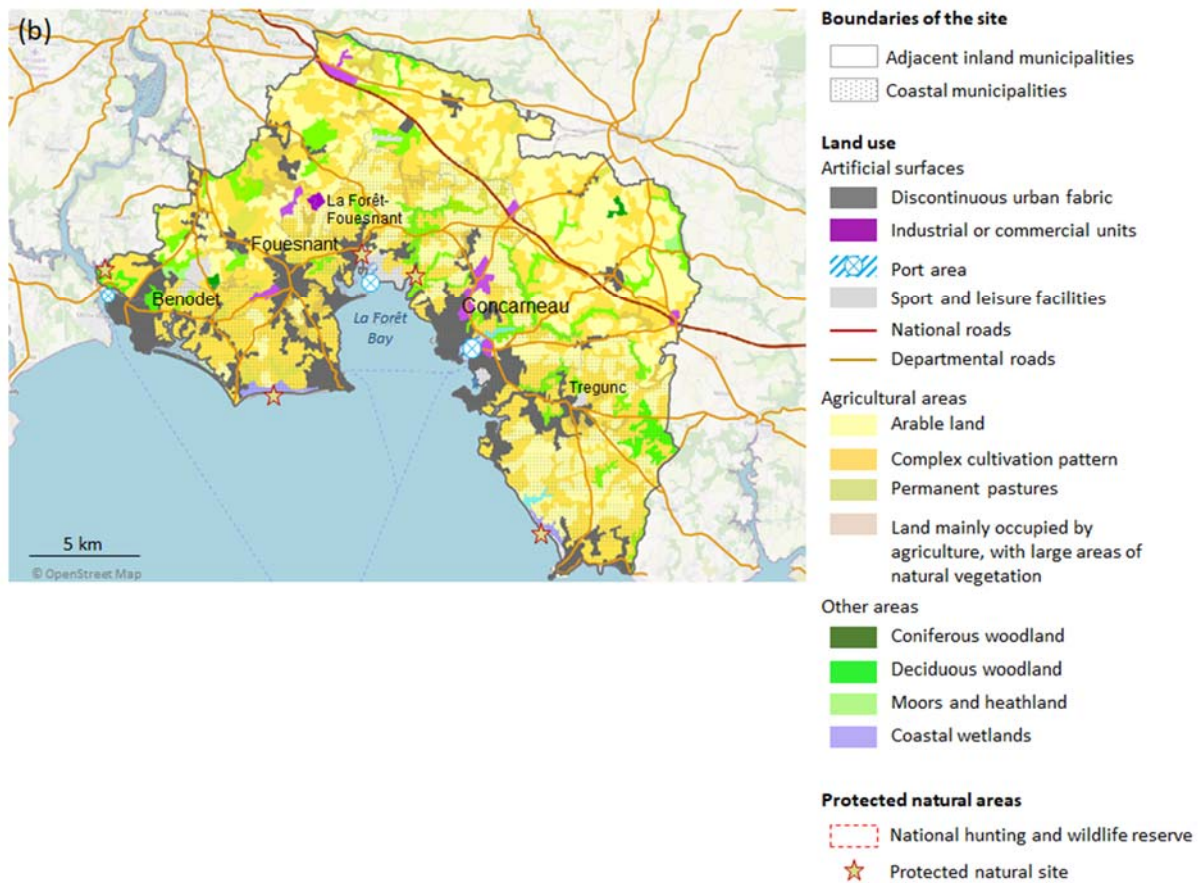 (b)
La Forêt-
Fouesnant
Fouesnant
Benodet
Concarneau
La Forêt
Bay
Tregunc
5 km
© OpenStreet Map
Boundaries of the site
Adjacent inland municipalities
Coastal municipalities
Land use
Artificial surfaces
Discontinuous urban fabric
Industrial or commercial units
Port area
Sport and leisure facilities
National roads
Departmental roads
Agricultural areas
Arable land
Complex cultivation pattern
Permanent pastures
Land mainly occupied by
agriculture, with large areas of
natural vegetation
Other areas
Coniferous woodland
Deciduous woodland
Moors and heathland
Coastal wetlands
Protected natural areas
National hunting and wildlife reserve
Protected natural site